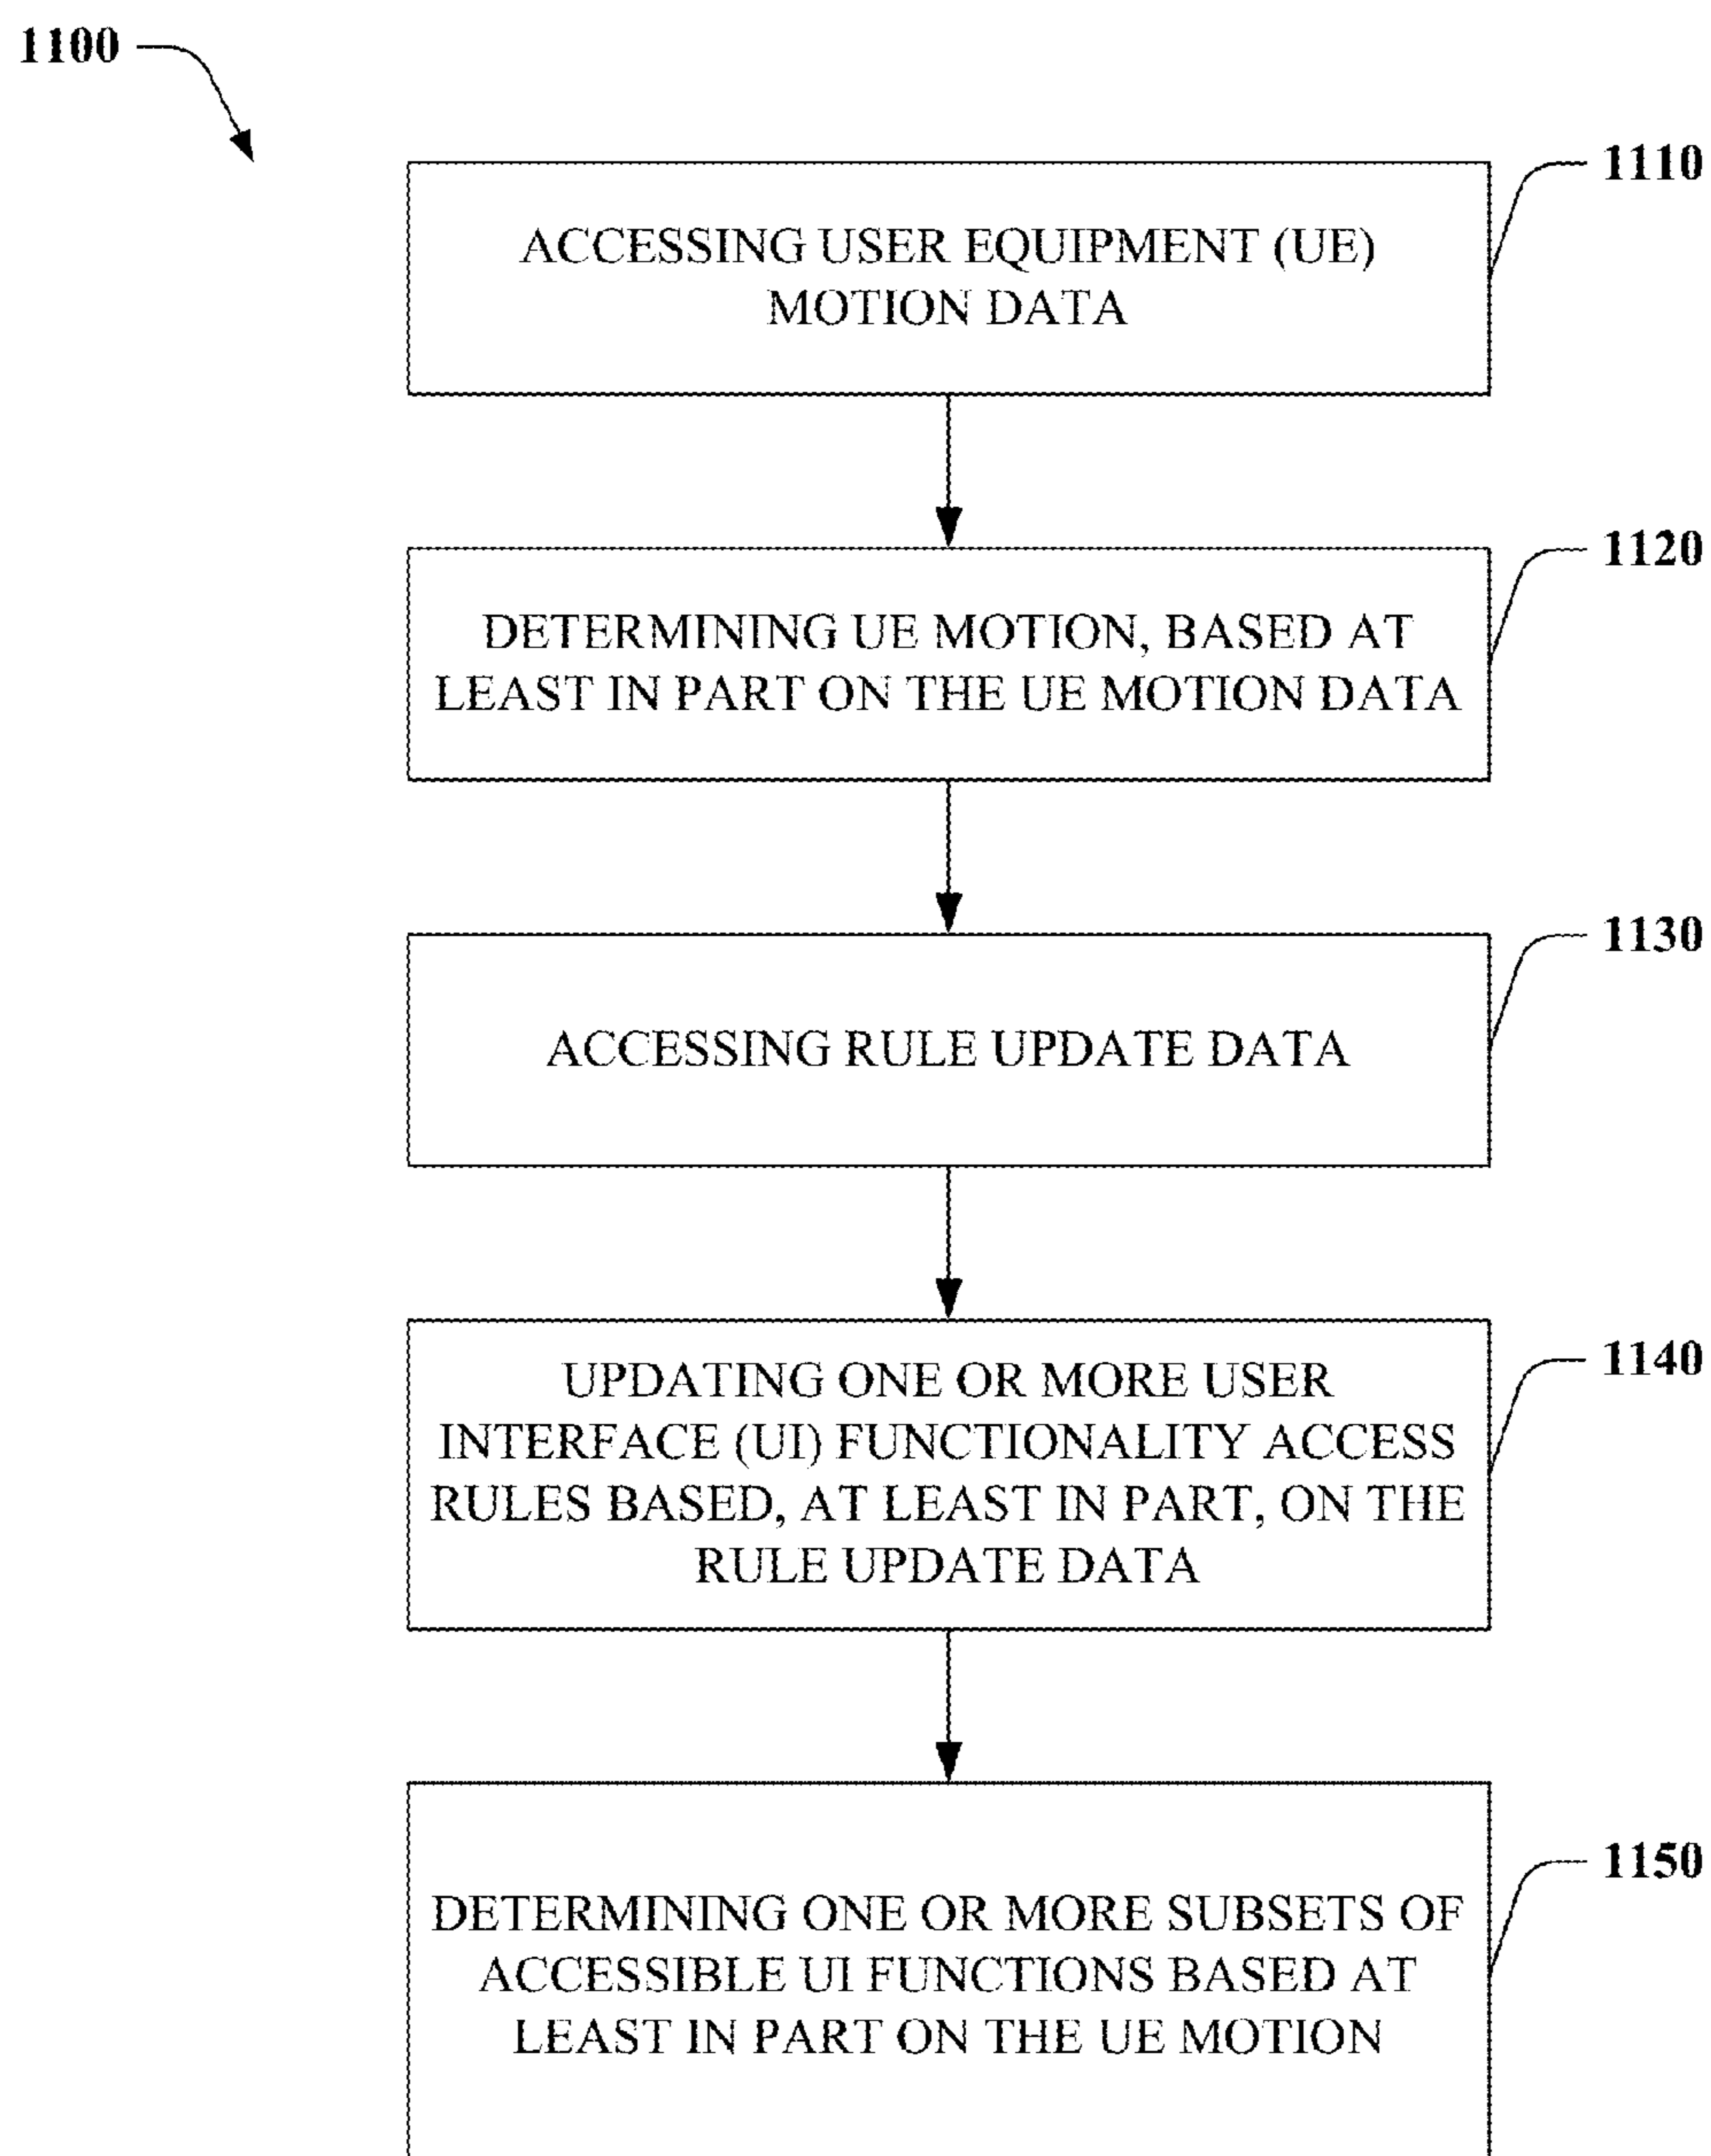 1100
1110
ACCESSING USER EQUIPMENT (UE)
MOTION DATA
1120
DETERMINING UE MOTION, BASED AT
LEAST IN PART ON THE UE MOTION DATA
1130
ACCESSING RULE UPDATE DATA
1140
UPDATING ONE OR MORE USER
INTERFACE (UI) FUNCTIONALITY ACCESS
RULES BASED, AT LEAST IN PART, ON THE
RULE UPDATE DATA
1150
DETERMINING ONE OR MORE SUBSETS OF
ACCESSIBLE UI FUNCTIONS BASED AT
LEAST IN PART ON THE UE MOTION